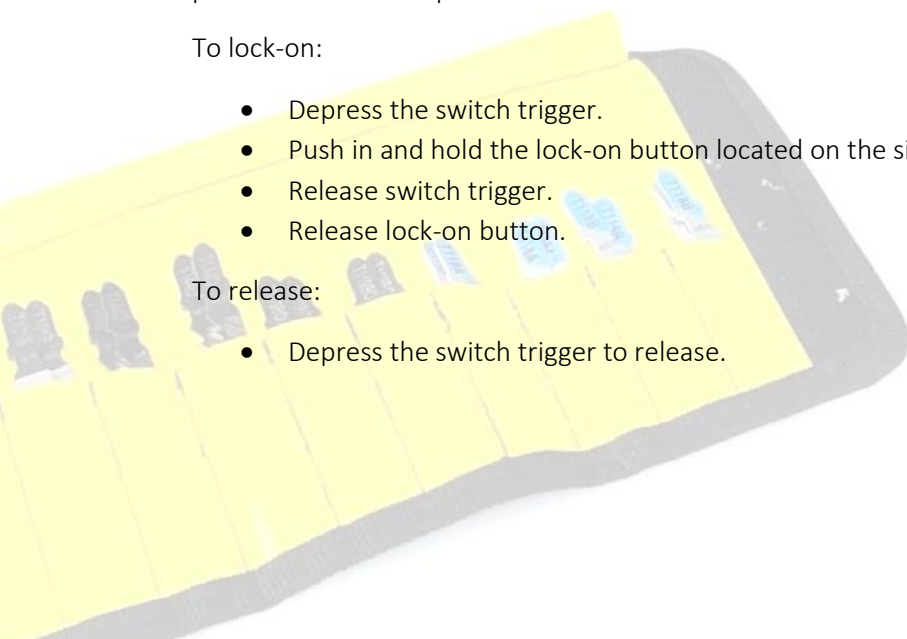 To lock-on:
• Depress the switch trigger.
• Push in and hold the lock-on button located on the si
• Release switch trigger.
• Release lock-on button.
To release:
• Depress the switch trigger to release.